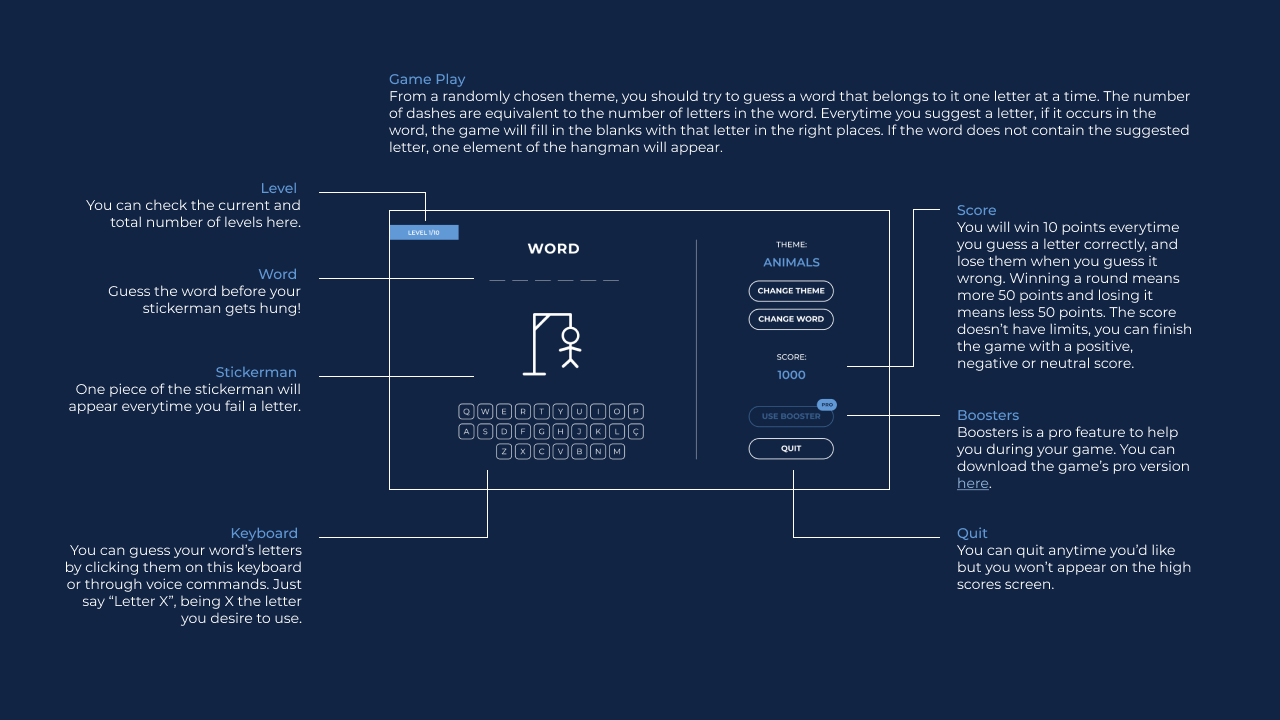 Game Play
From a randomly chosen theme, you should try to guess a word that belongs to it one letter at a time. The number
of dashes are equivalent to the number of letters in the word. Everytime you suggest a letter, if it occurs in the
word, the game will fill in the blanks with that letter in the right places. If the word does not contain the suggested
letter, one element of the hangman will appear.
Level
You can check the current and
total number of levels here.
Word
Guess the word before your
stickerman gets hung!
Stickerman
One piece of the stickerman will
appear everytime you fail a letter.
Keyboard
You can guess your word's letters
by clicking them on this keyboard
or through voice commands. Just
say “Letter X”, being X the letter
you desire to use.
LEVEL 1/10
WORD
Q W E R T Y U I O P
A S D F G H J K L Ç
Z X C V B N M
THEME:
ANIMALS
CHANGE THEME
CHANGE WORD
SCORE:
1000
PRO
USE BOOSTER
QUIT
Score
You will win 10 points everytime
you guess a letter correctly, and
lose them when you guess it
wrong. Winning a round means
more 50 points and losing it
means less 50 points. The score
doesn't have limits, you can finish
the game with a positive,
negative or neutral score.
Boosters
Boosters is a pro feature to help
you during your game. You can
download the game's pro version
here.
Quit
You can quit anytime you'd like
but you won't appear on the high
scores screen.